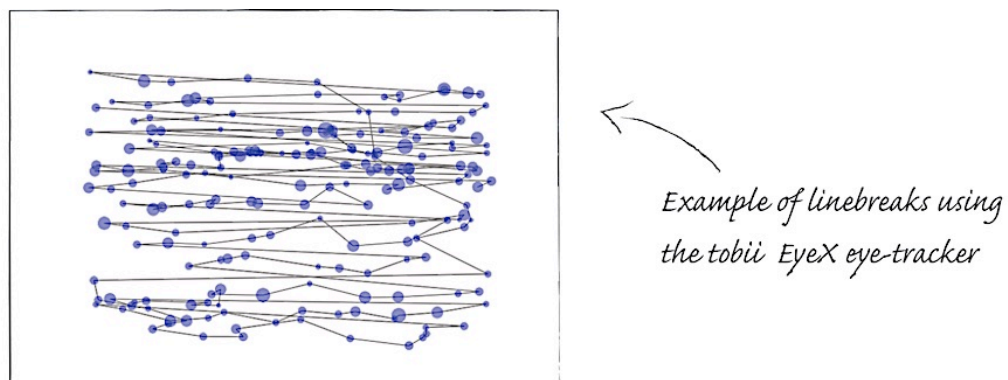 Example of linebreaks using
the tobii EyeX eye-tracker